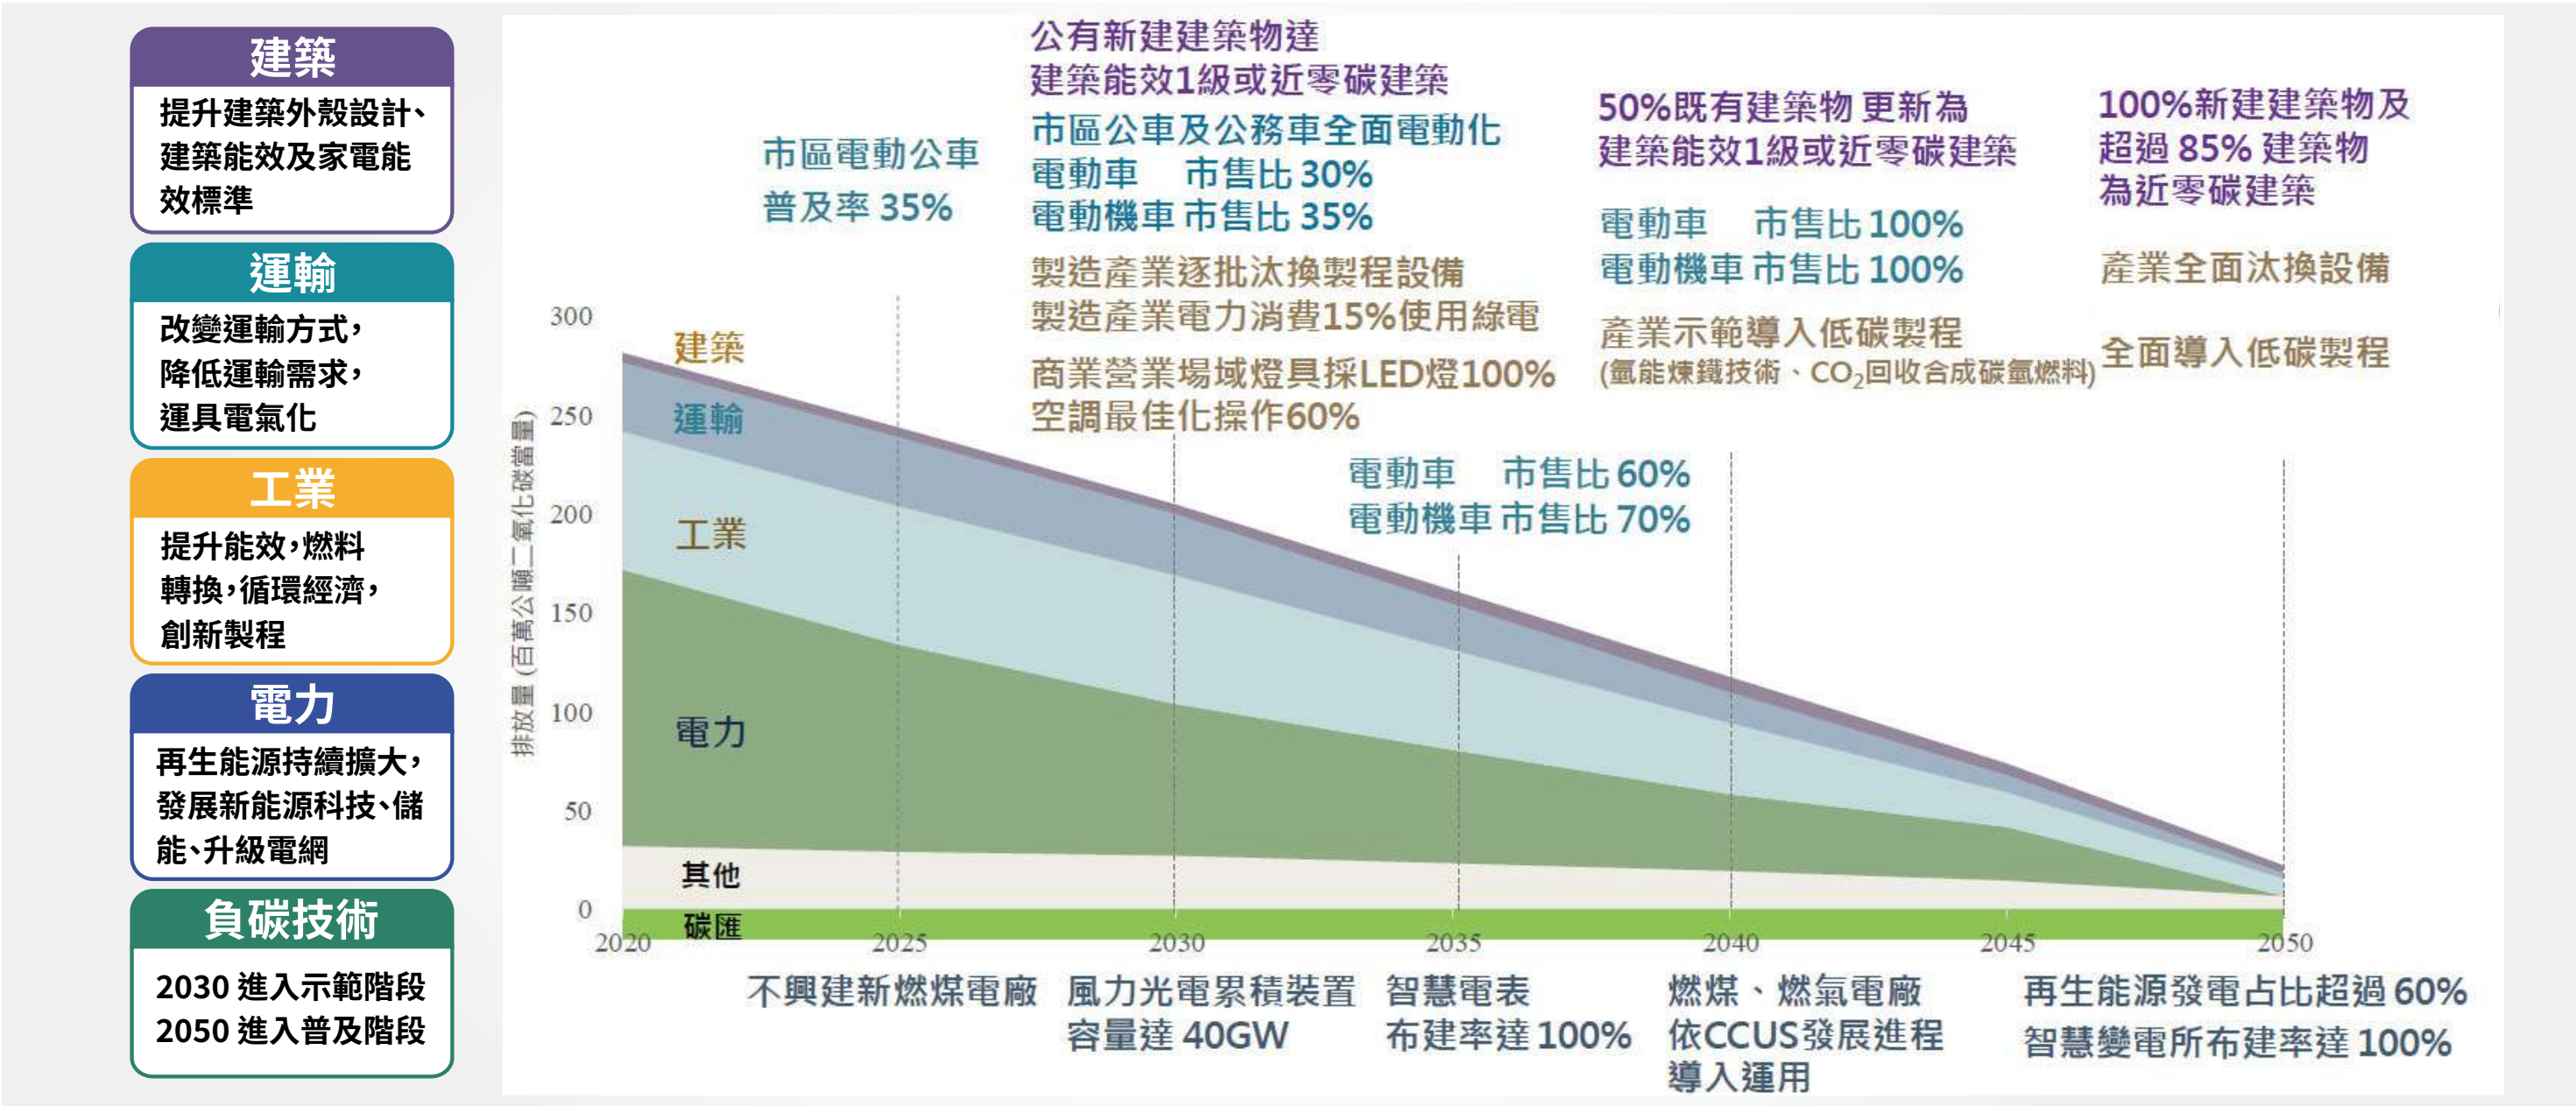 建築
提升建築外殼設計、
建築能效及家電能
效標準
運輸
改變運輸方式，
降低運輸需求，
運具電氣化
工業
提升能效，燃料
轉換，循環經濟，
創新製程
電力
再生能源持續擴大，
發展新能源科技、儲
能、升級電網
負碳技術
2030 進入示範階段
2050 進入普及階段
市區電動公車
普及率 35%
公有新建建築物達
建築能效1級或近零碳建築
市區公車及公務車全面電動化
電動車 市售比 30%
電動機車 市售比 35%
製造產業逐批汰換製程設備
製造產業電力消費15%使用綠電
商業營業場域燈具採LED燈100%
空調最佳化操作60%
電動車 市售比 60%
電動機車 市售比 70%
50%既有建築物 更新為
建築能效1級或近零碳建築
電動車 市售比 100%
電動機車 市售比 100%
產業示範導入低碳製程
(氫能煉鐵技術、CO₂回收合成碳氫燃料)
100%新建建築物及
超過 85% 建築物
為近零碳建築
產業全面汰換設備
全面導入低碳製程
排放量 (百萬公噸二氧化碳當量)
300
250
200
150
100
50
0
建築
運輸
工業
電力
其他
碳匯
2020 2025 2030 2035 2040 2045 2050
不興建新燃煤電廠
風力光電累積裝置
容量達 40GW
智慧電表
布建率達 100%
燃煤、燃氣電廠
依CCUS發展進程
導入運用
再生能源發電占比超過 60%
智慧變電所布建率達 100%